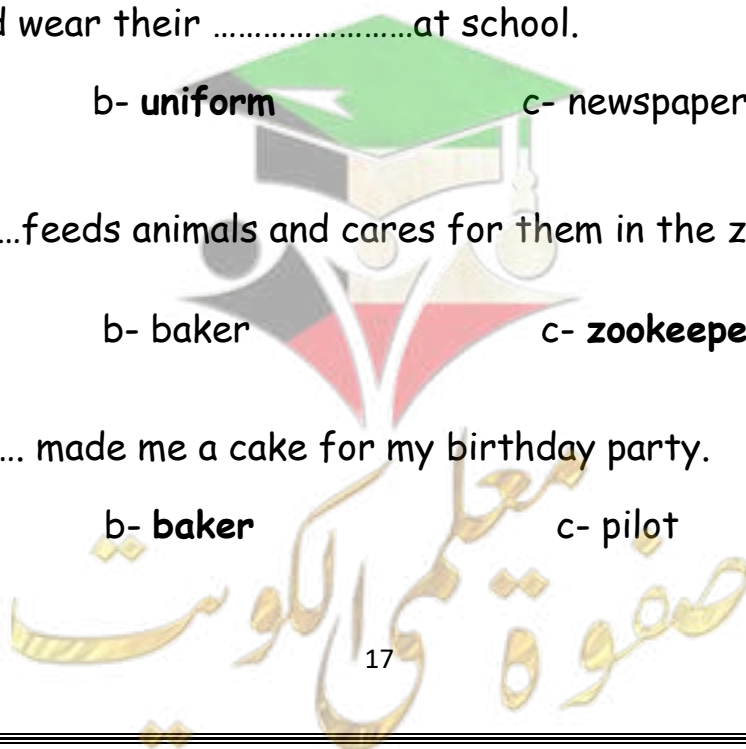 d wear their ........................at school.
b- uniform c- newspaper
...feeds animals and cares for them in the z
b- baker c- zookeepe
... made me a cake for my birthday party.
b- baker c- pilot
صفوة معلمى الكويت
17